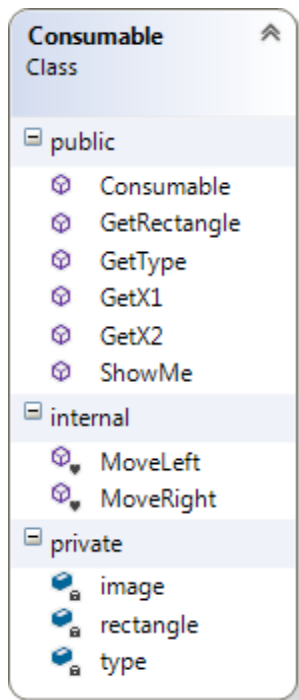 Consumable
Class
public
Consumable
GetRectangle
GetType
GetX1
GetX2
ShowMe
internal
MoveLeft
MoveRight
private
image
rectangle
type